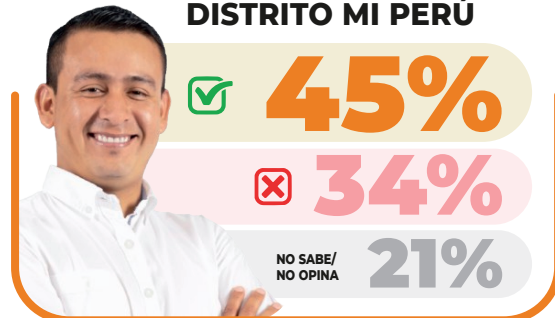 DISTRITO MI PERÚ
45%
34%
NO SABE/
NO OPINA
21%